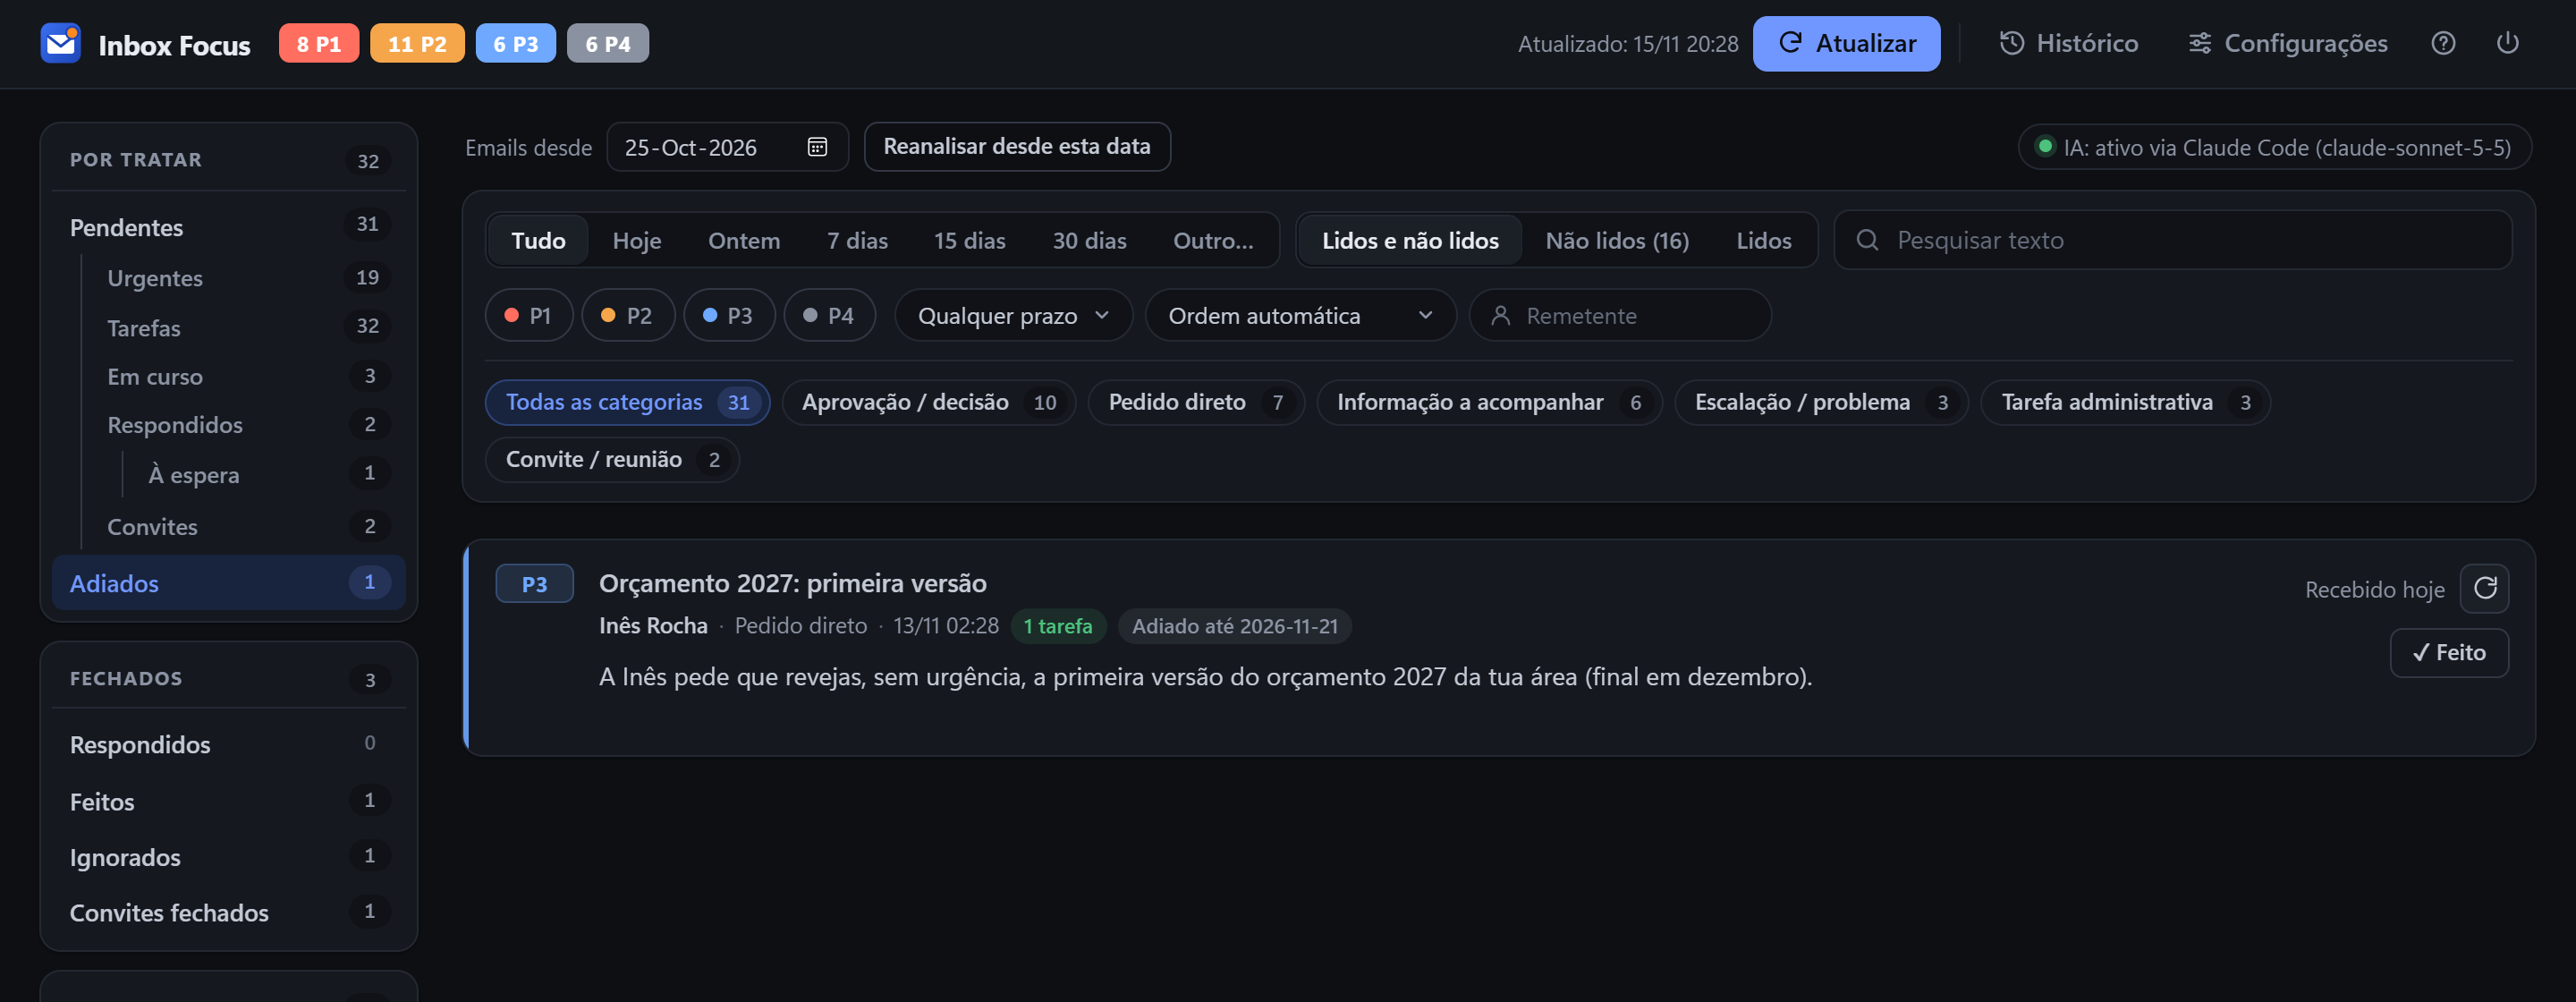 Inbox Focus 8 P1 11 P2 6 P3 6 P4 Atualizado: 15/11 20:28 Atualizar Histórico Configurações
POR TRATAR 32
Pendentes 31
Urgentes 19
Tarefas 32
Em curso 3
Respondidos 2
À espera 1
Convites 2
Adiados 1
FECHADOS 3
Respondidos 0
Feitos 1
Ignorados 1
Convites fechados 1
Emails desde 25-Oct-2026 Reanalisar desde esta data IA: ativo via Claude Code (claude-sonnet-5-5)
Tudo Hoje Ontem 7 dias 15 dias 30 dias Outro... Lidos e não lidos Não lidos (16) Lidos Pesquisar texto
P1 P2 P3 P4 Qualquer prazo Ordem automática Remetente
Todas as categorias 31 Aprovação / decisão 10 Pedido direto 7 Informação a acompanhar 6 Escalação / problema 3 Tarefa administrativa 3
Convite / reunião 2
P3 Orçamento 2027: primeira versão Recebido hoje
Inês Rocha · Pedido direto · 13/11 02:28 1 tarefa Adiado até 2026-11-21
✓ Feito
A Inês pede que revejas, sem urgência, a primeira versão do orçamento 2027 da tua área (final em dezembro).